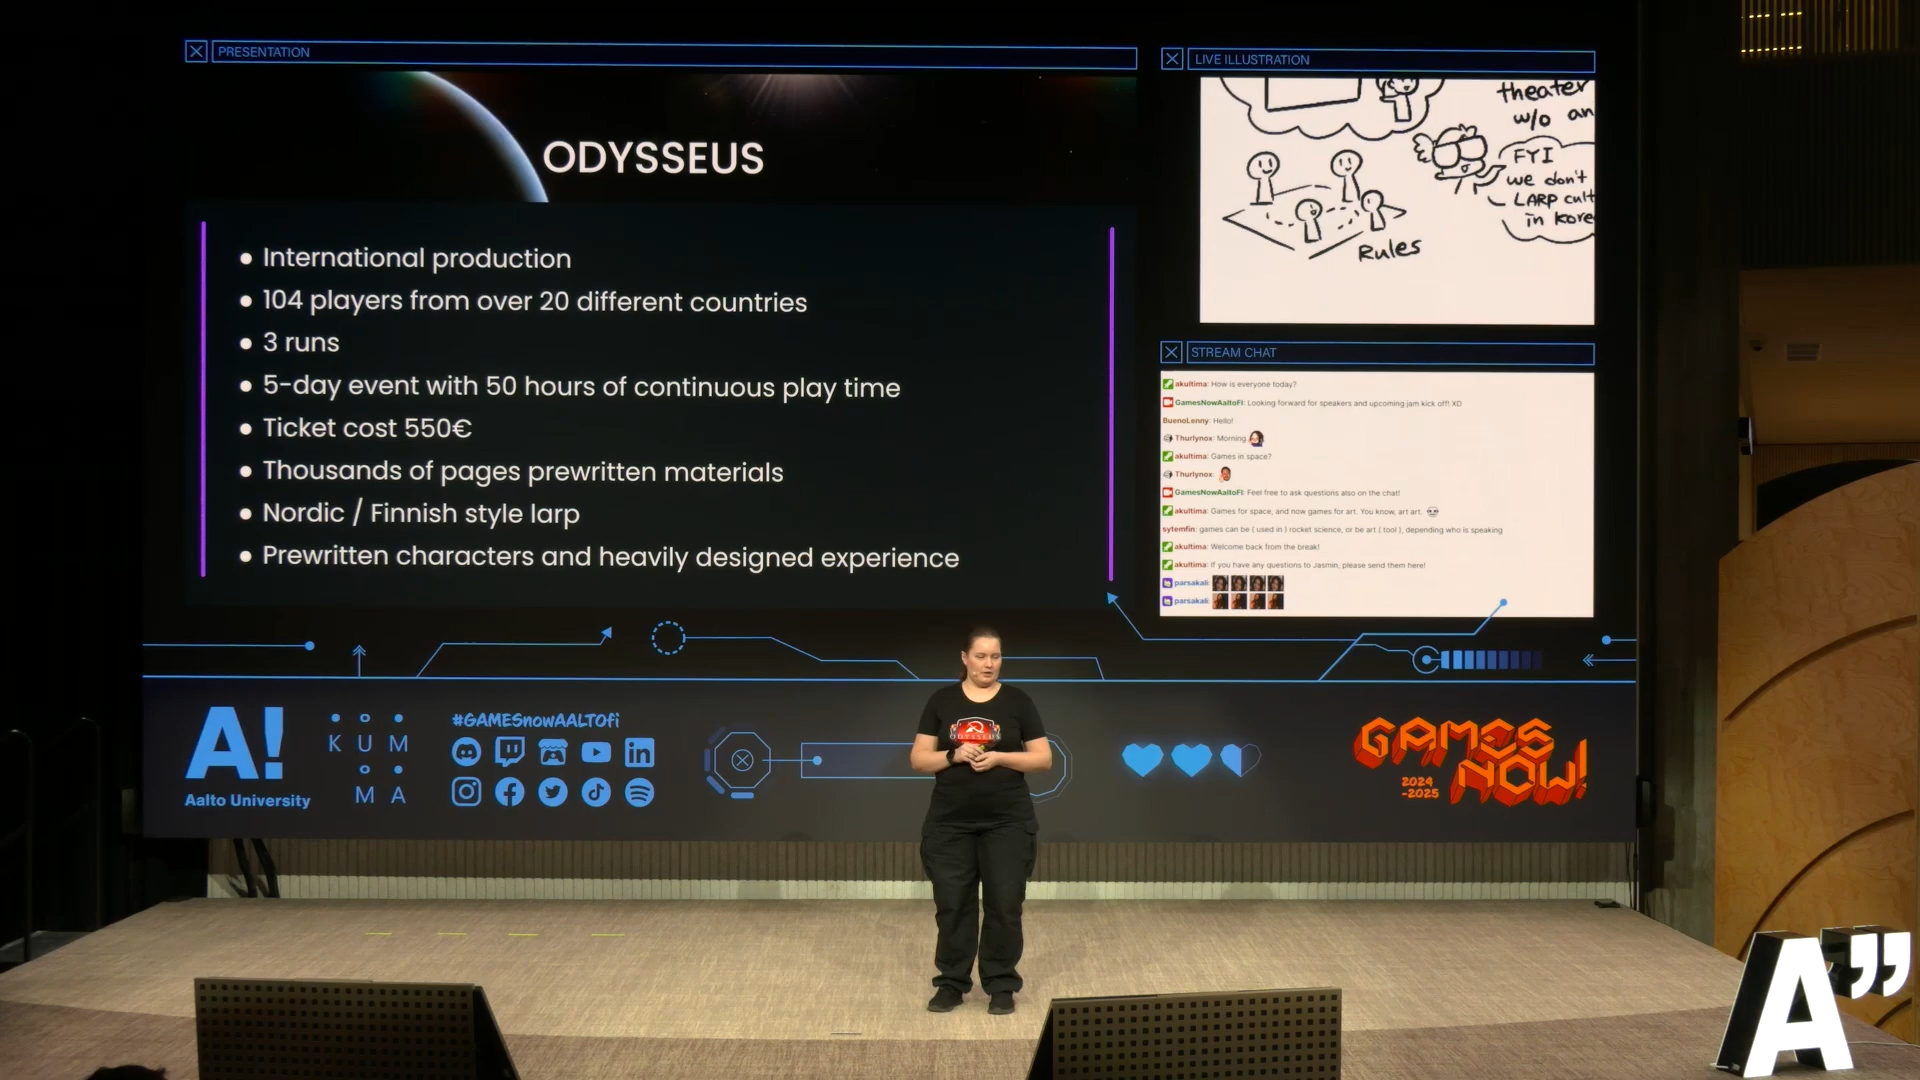 PRESENTATION
ODYSSEUS
International production
104 players from over 20 different countries
3 runs
5-day event with 50 hours of continuous play time
Ticket cost 550€
Thousands of pages prewritten materials
Nordic / Finnish style larp
Prewritten characters and heavily designed experience
LIVE ILLUSTRATION
theater
w/o an
FYI
we don't
LARP cult
in kore
Rules
STREAM CHAT
akultima: How is everyone today?
GamesNowAaltoFI: Looking forward for speakers and upcoming jam kick off! XD
BuenoLenny: Hello!
Thurlynox: Morning
akultima: Games in space?
Thurlynox:
GamesNowAaltoFI: Feel free to ask questions also on the chat!
akultima: Games for space, and now games for art. You know, art art.
sytemfin: games can be ( used in ) rocket science, or be art ( tool ), depending who is speaking
akultima: Welcome back from the break!
akultima: If you have any questions to Jasmin, please send them here!
parsakali:
parsakali:
A!
Aalto University
K U M
M A
#GAMESnowAALTOfi
in
ODYSSEUS
GAMES
NOW!
2024
-2025
A”